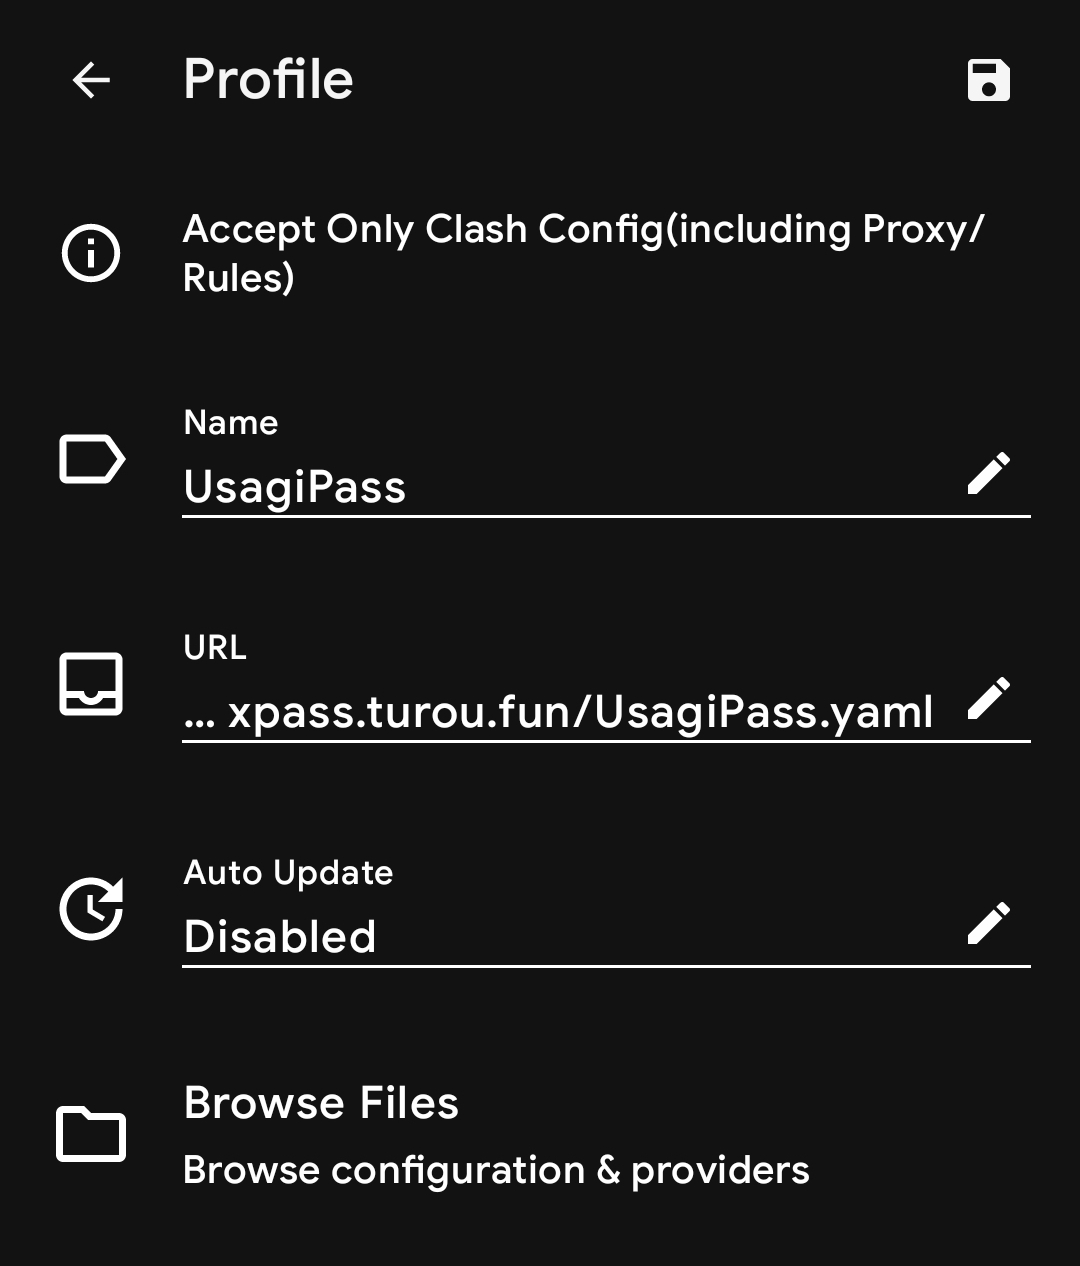 Profile
Accept Only Clash Config(including Proxy/
Rules)
Name
UsagiPass
URL
... xpass.turou.fun/UsagiPass.yaml
Auto Update
Disabled
Browse Files
Browse configuration & providers